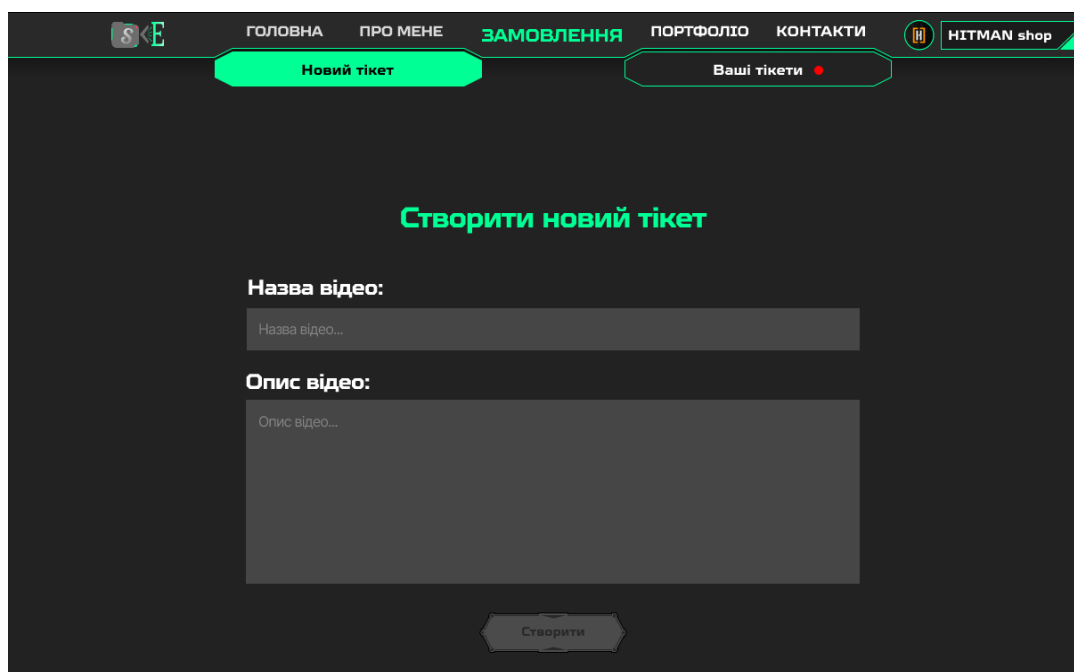 S E
ГОЛОВНА ПРО МЕНЕ ЗАМОВЛЕННЯ ПОРТФОЛІО КОНТАКТИ [H] HITMAN shop
Новий тікет Ваші тікети
Створити новий тікет
Назва відео:
Назва відео...
Опис відео:
Опис відео...
Створити